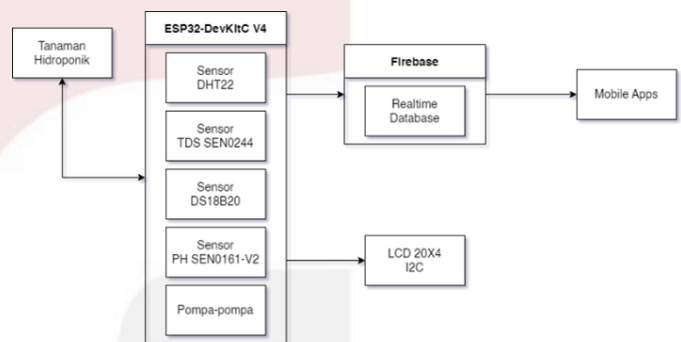 Tanaman
Hidroponik
ESP32-DevKItC V4
Sensor
DHT22
Sensor
TDS SEN0244
Sensor
DS18B20
Sensor
PH SEN0161-V2
Pompa-pompa
Firebase
Realtime
Database
Mobile Apps
LCD 20X4
I2C